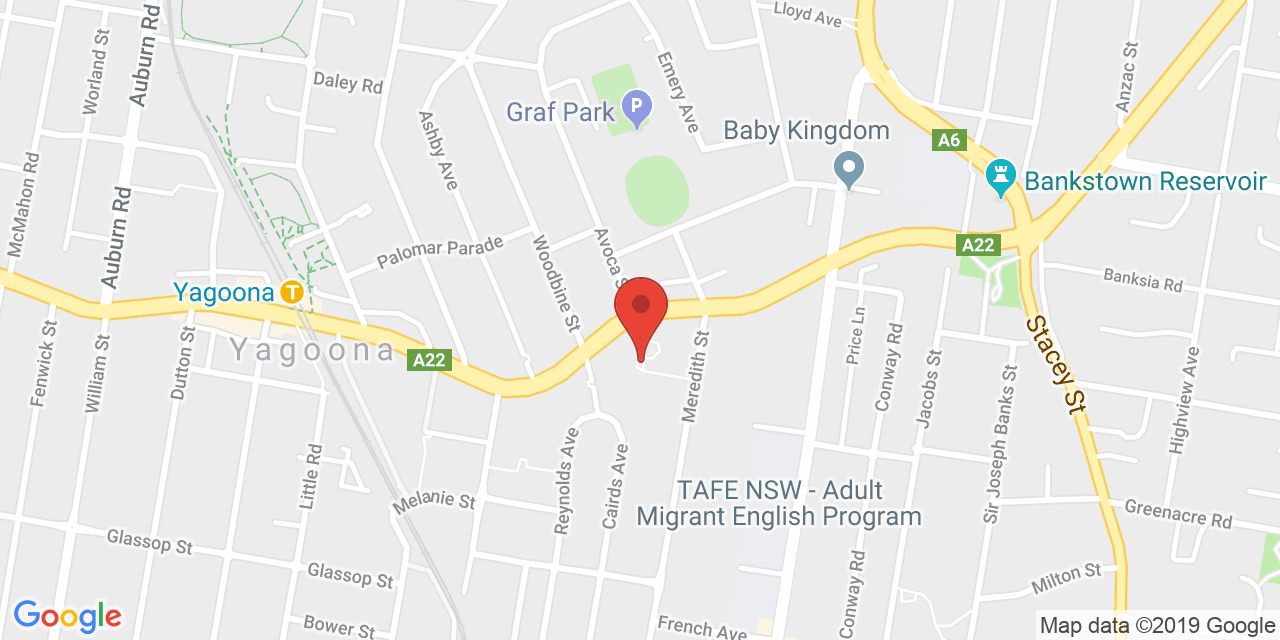 Lloyd Ave
Auburn Rd
Worland St
Daley Rd
Emery Ave
Anzac St
Graf Park
P
Baby Kingdom
A6
Ashby Ave
Bankstown Reservoir
McMahon Rd
Auburn Rd
Palomar Parade
Woodbine St
Avoca S
A22
Banksia Rd
Yagoona
T
Yagoona
A22
Fenwick St
William St
Dutton St
Meredith St
Price Ln
Conway Rd
Jacobs St
Sir Joseph Banks St
Stacey St
Highview Ave
Little Rd
Reynolds Ave
Cairds Ave
Melanie St
TAFE NSW - Adult
Migrant English Program
Greenacre Rd
Glassop St
Glassop St
Conway Rd
Milton St
Bower St
French Ave
Google
Map data ©2019 Google